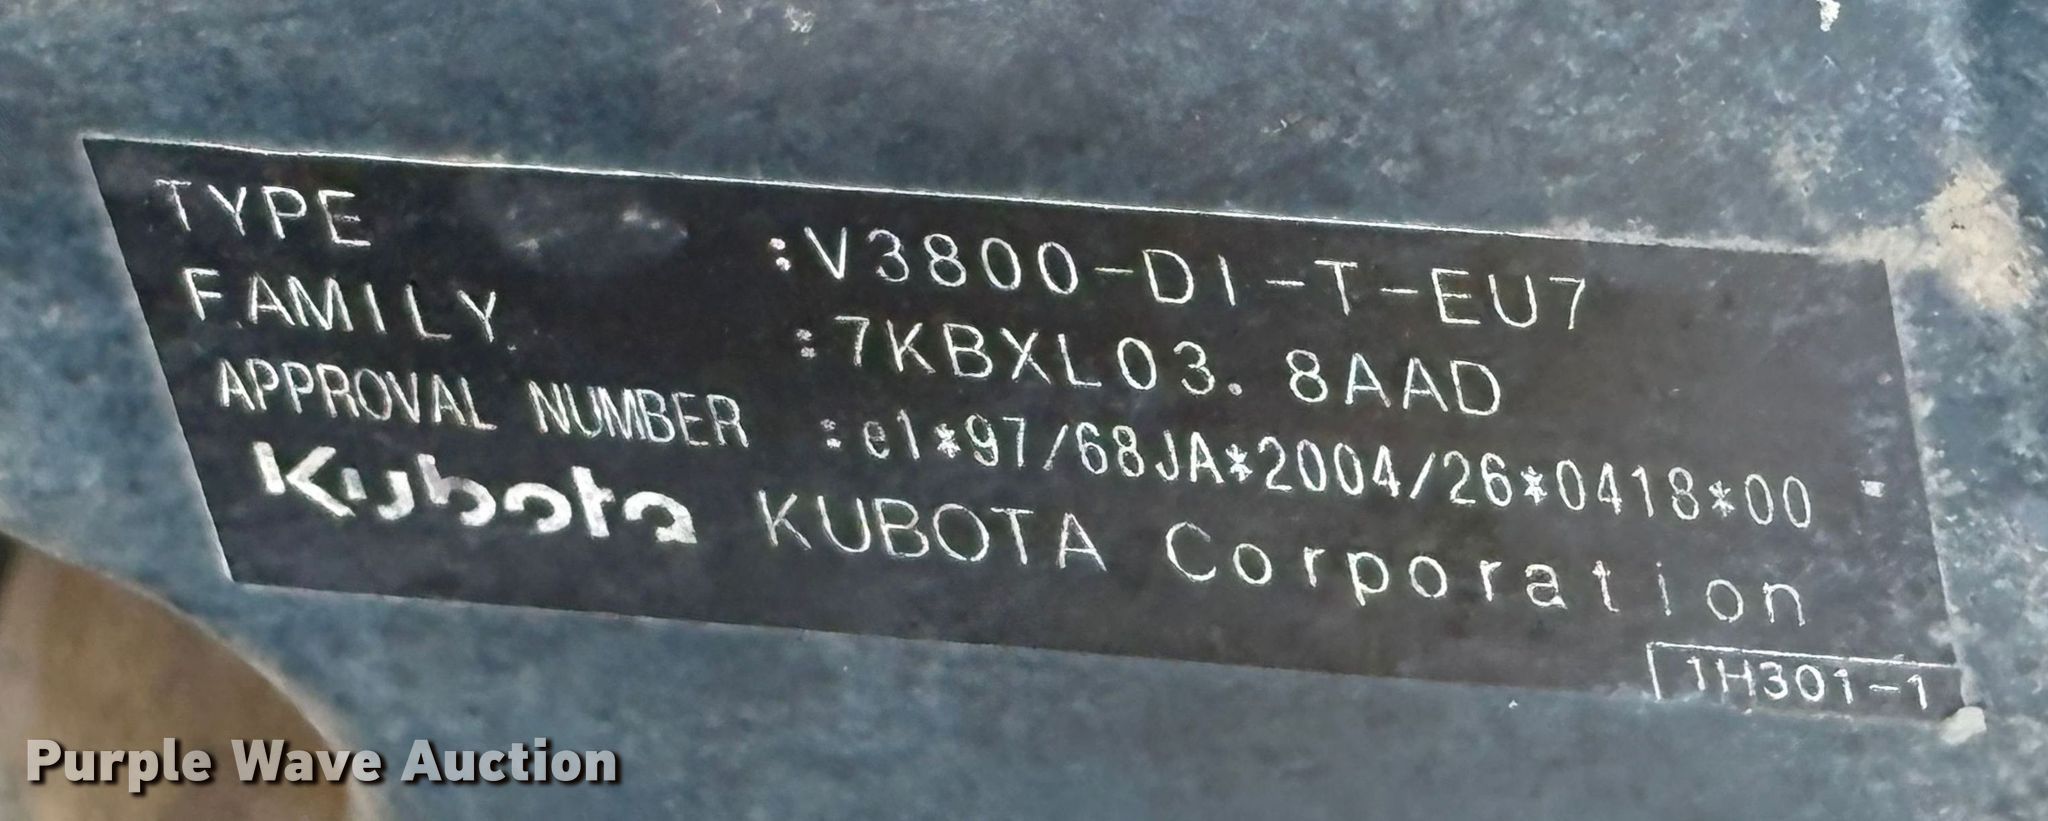 TYPE :V3800-DI-T-EU7
FAMILY :7KBXL03.8AAD
APPROVAL NUMBER :e1*97/68JA*2004/26*0418*00
Kubota KUBOTA Corporation
1H301-1
Purple Wave Auction